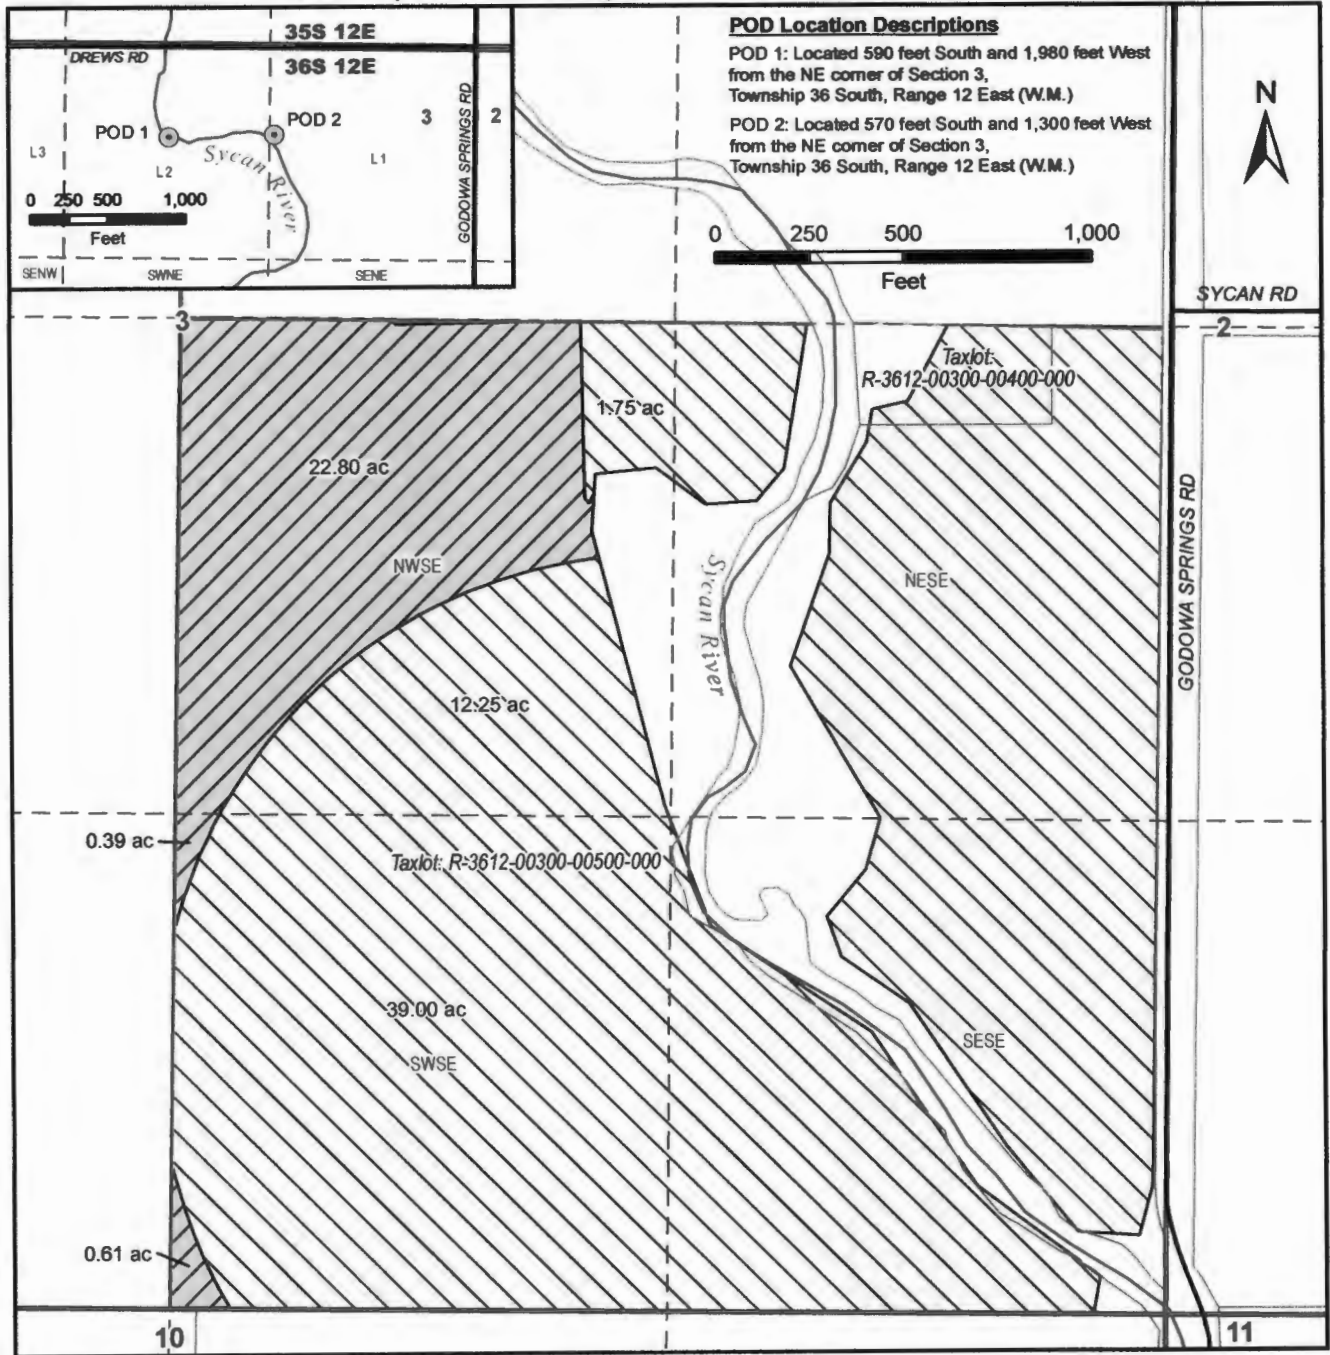 35S 12E
DREWS RD
36S 12E
POD 1
POD 2
3
2
L3
L2
L1
Sycan River
GODOWA SPRINGS RD
0 250 500 1,000
Feet
SENW
SWNE
SENE
POD Location Descriptions
POD 1: Located 590 feet South and 1,980 feet West
from the NE corner of Section 3,
Township 36 South, Range 12 East (W.M.)
POD 2: Located 570 feet South and 1,300 feet West
from the NE corner of Section 3,
Township 36 South, Range 12 East (W.M.)
N
0 250 500 1,000
Feet
SYCAN RD
3
2
Taxlot:
R-3612-00300-00400-000
1.75 ac
22.80 ac
NWSE
NESE
Sycan River
GODOWA SPRINGS RD
12.25 ac
0.39 ac
Taxlot: R-3612-00300-00500-000
39.00 ac
SWSE
SESE
0.61 ac
10
11